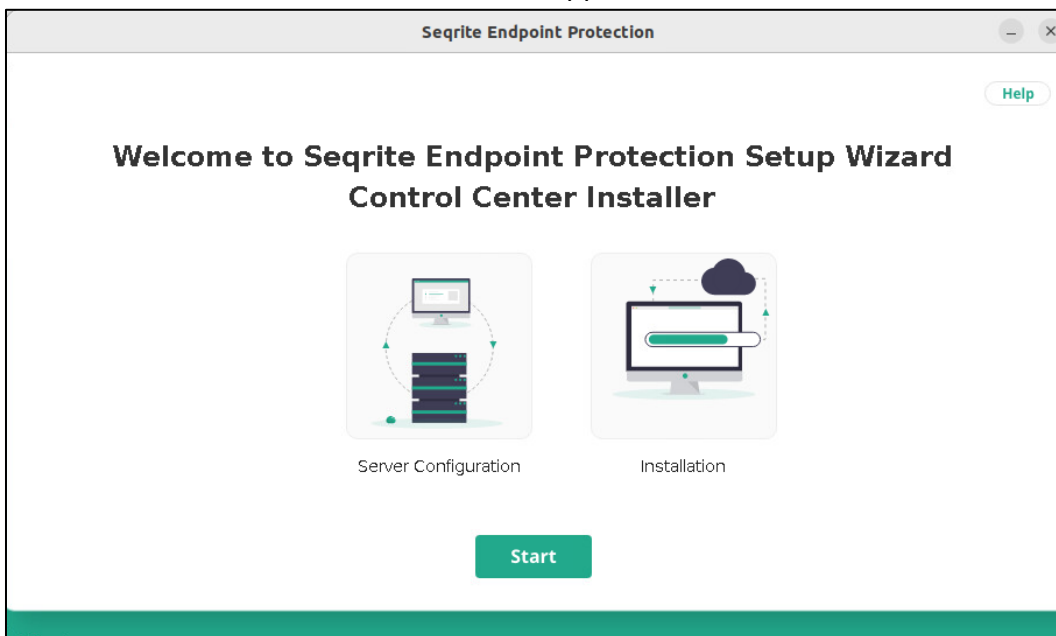 Seqrite Endpoint Protection
Help
Welcome to Seqrite Endpoint Protection Setup Wizard
Control Center Installer
Server Configuration
Installation
Start